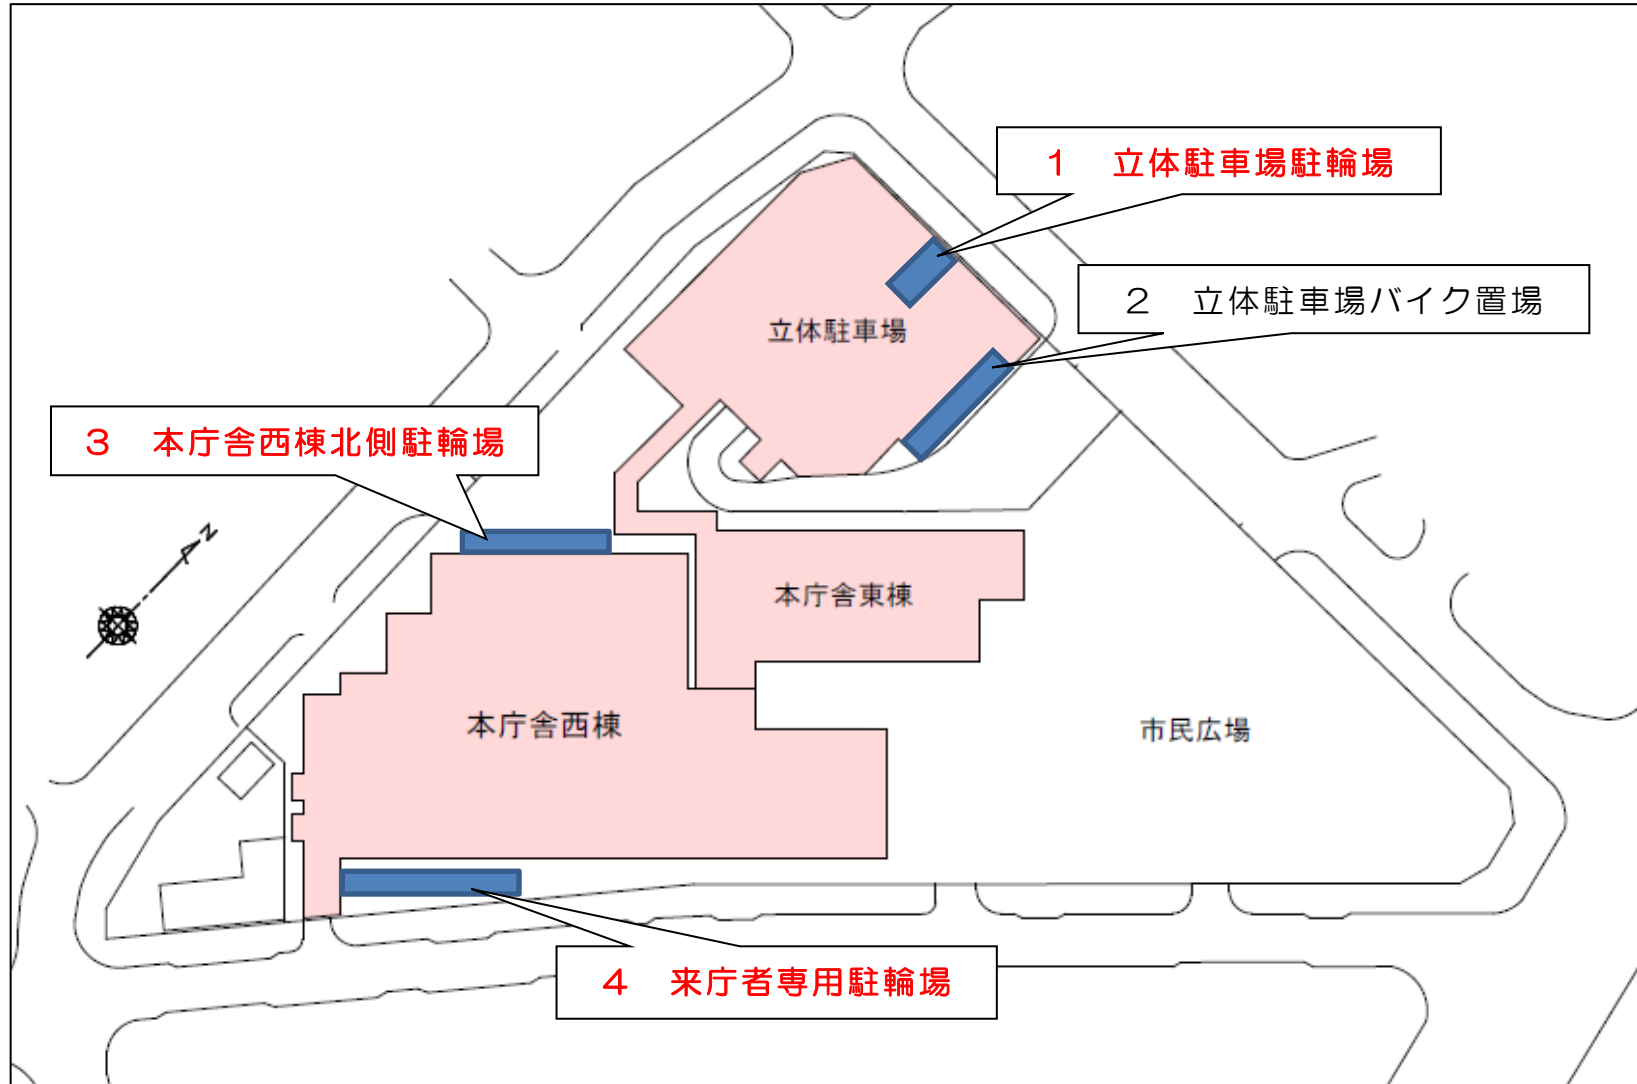 1　立体駐車場駐輪場
2　立体駐車場バイク置場
立体駐車場
3　本庁舎西棟北側駐輪場
N
本庁舎東棟
本庁舎西棟
市民広場
4　来庁者専用駐輪場